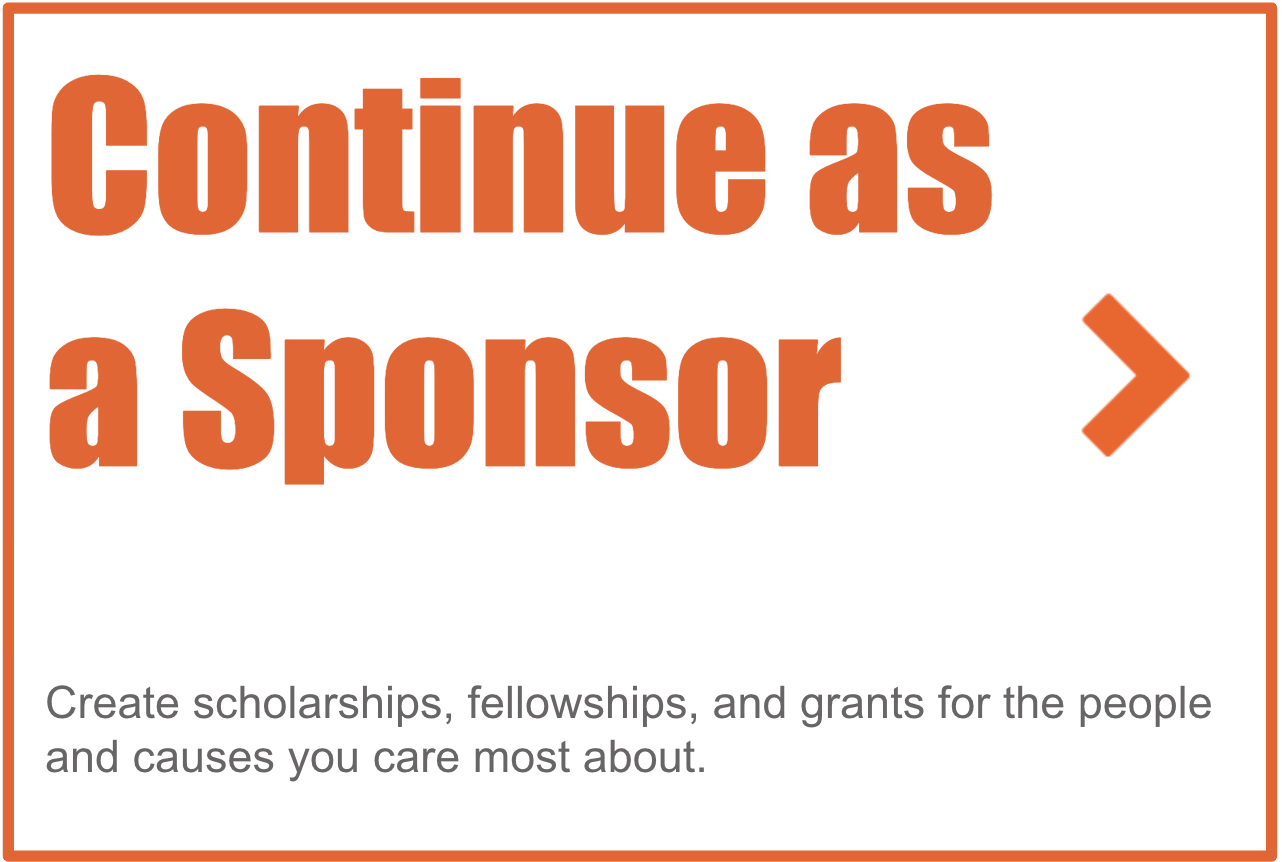 Continue as
a Sponsor
Create scholarships, fellowships, and grants for the people
and causes you care most about.